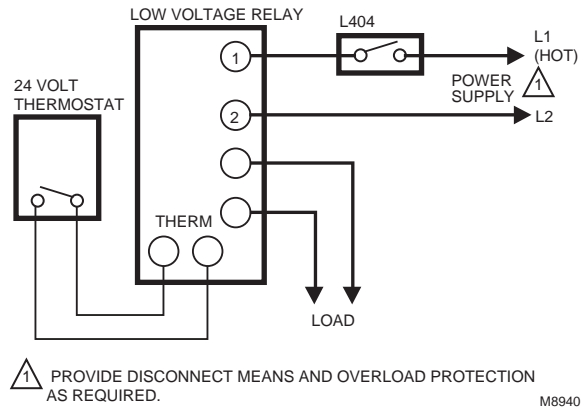 LOW VOLTAGE RELAY
L404
L1
(HOT)
1
POWER
SUPPLY
1
24 VOLT
THERMOSTAT
2
L2
THERM
LOAD
1 PROVIDE DISCONNECT MEANS AND OVERLOAD PROTECTION
AS REQUIRED.
M8940